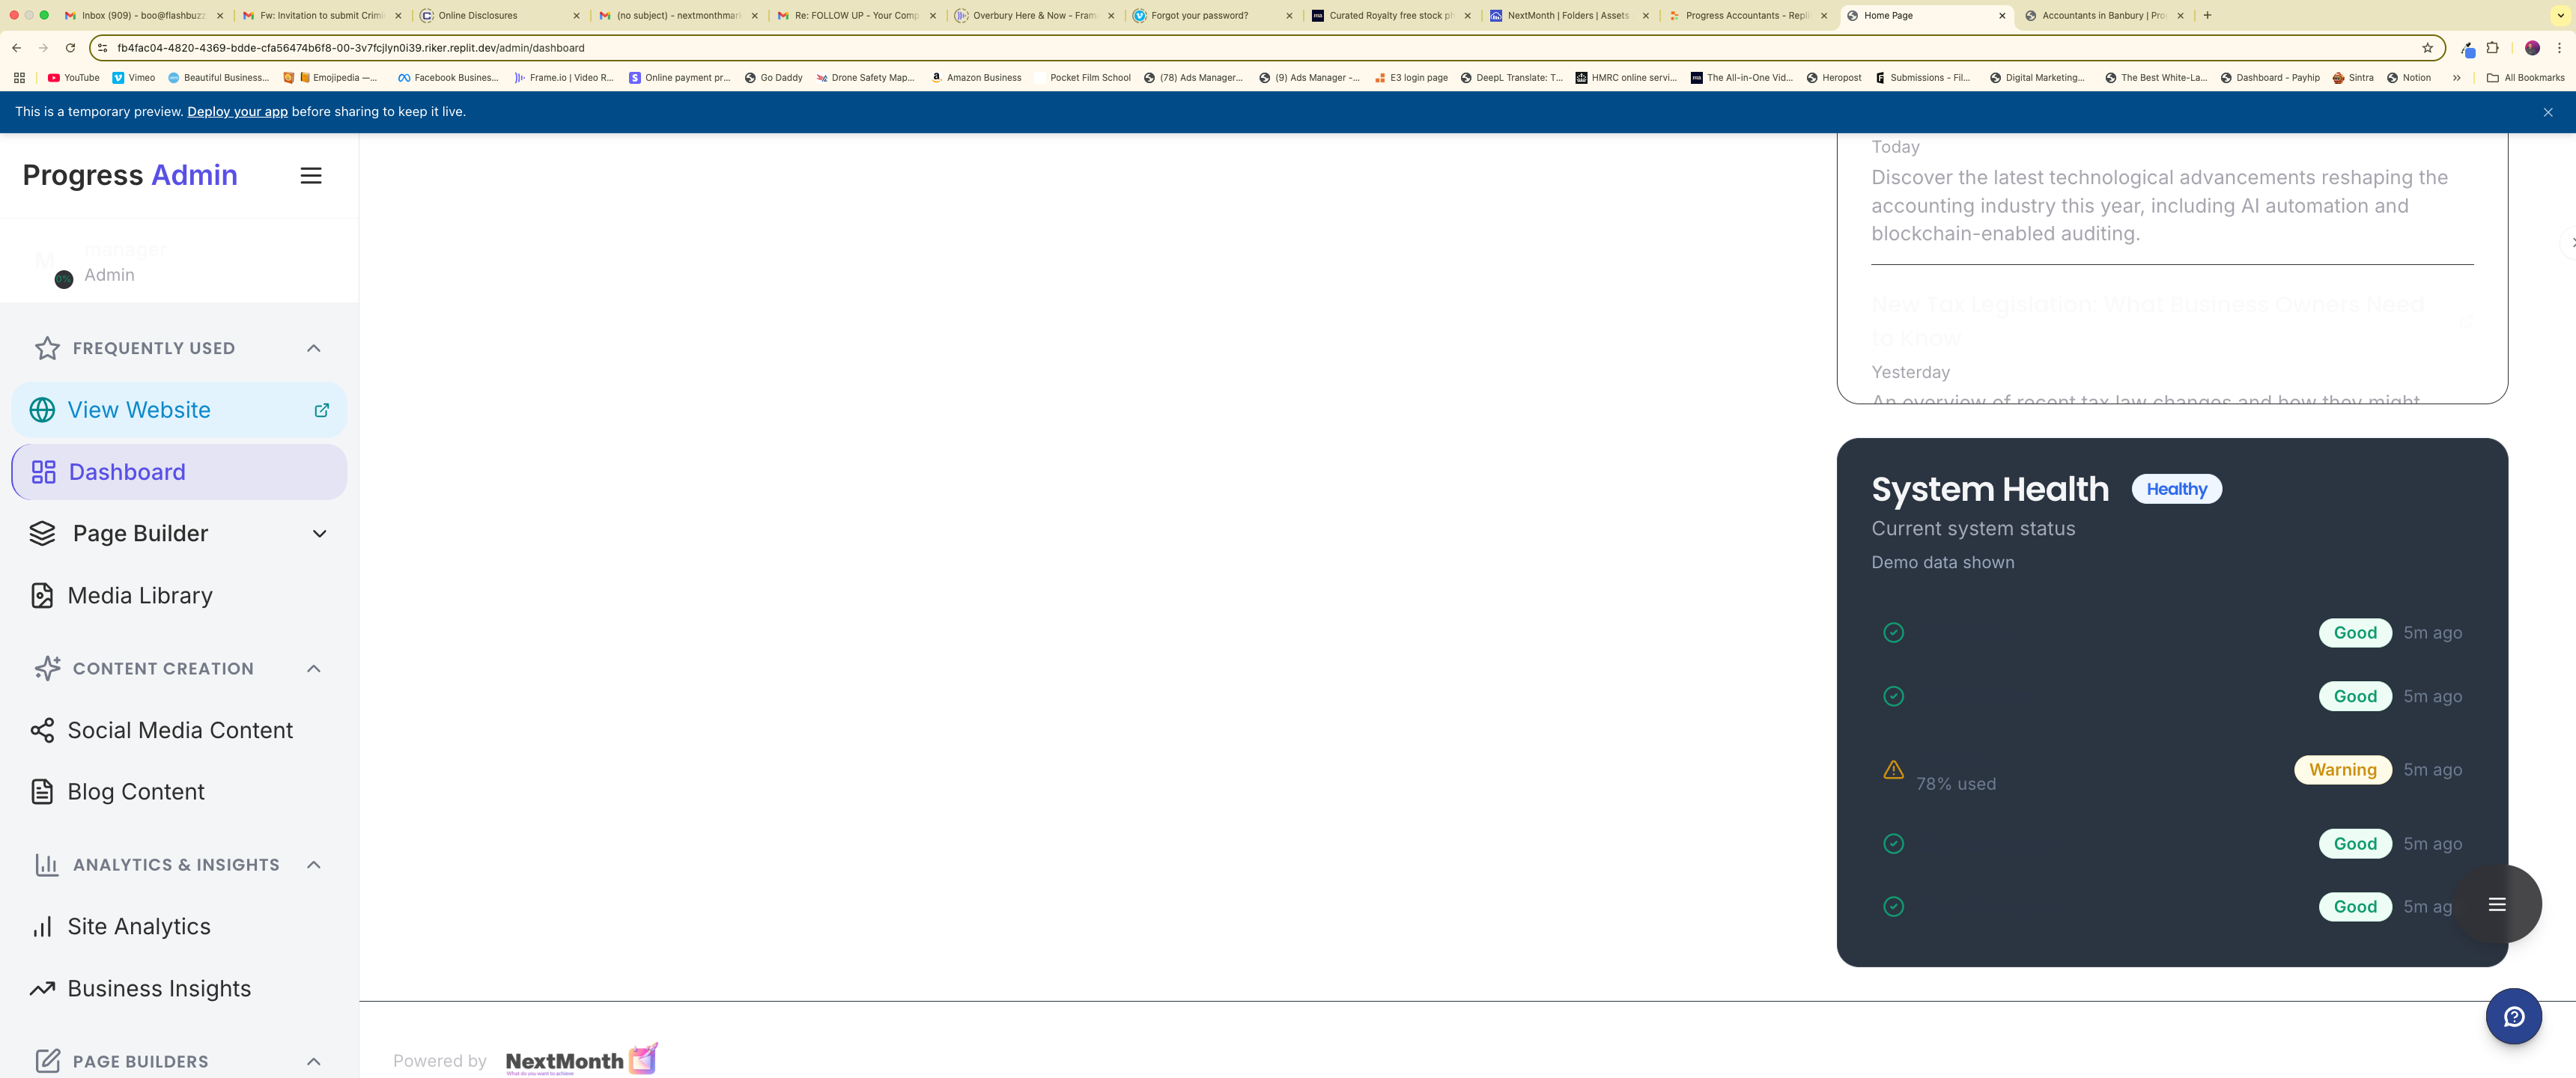 Inbox (909) - boo@flashbuzz
Fw: Invitation to submit Crimi
Online Disclosures
(no subject) - nextmonthmar
Re: FOLLOW UP - Your Comp
Overbury Here & Now - Fram
Forgot your password?
Curated Royalty free stock ph
NextMonth | Folders | Assets
Progress Accountants - Repli
Home Page
Accountants in Banbury | Pro
fb4fac04-4820-4369-bdde-cfa56474b6f8-00-3v7fcjlyn0i39.riker.replit.dev/admin/dashboard
YouTube
Vimeo
Beautiful Business...
Emojipedia —...
Facebook Busines...
Frame.io | Video R...
Online payment pr...
Go Daddy
Drone Safety Map...
Amazon Business
Pocket Film School
(78) Ads Manager...
(9) Ads Manager -...
E3 login page
DeepL Translate: T...
HMRC online servi...
The All-in-One Vid...
Heropost
Submissions - Fil...
Digital Marketing...
The Best White-La...
Dashboard - Payhip
Sintra
Notion
All Bookmarks
This is a temporary preview. Deploy your app before sharing to keep it live.
Progress Admin
M
manager
0%
Admin
FREQUENTLY USED
View Website
Dashboard
Page Builder
Media Library
CONTENT CREATION
Social Media Content
Blog Content
ANALYTICS & INSIGHTS
Site Analytics
Business Insights
PAGE BUILDERS
Today
Discover the latest technological advancements reshaping the
accounting industry this year, including AI automation and
blockchain-enabled auditing.
New Tax Legislation: What Business Owners Need
to Know
Yesterday
An overview of recent tax law changes and how they might
System Health
Healthy
Current system status
Demo data shown
Good 5m ago
Good 5m ago
78% used
Warning 5m ago
Good 5m ago
Good 5m ag
Powered by
NextMonth
What do you want to achieve